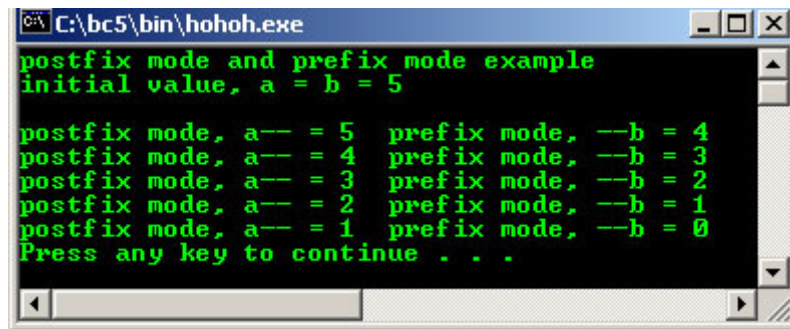 C:\bc5\bin\hohoh.exe
postfix mode and prefix mode example
initial value, a = b = 5
postfix mode, a-- = 5  prefix mode, --b = 4
postfix mode, a-- = 4  prefix mode, --b = 3
postfix mode, a-- = 3  prefix mode, --b = 2
postfix mode, a-- = 2  prefix mode, --b = 1
postfix mode, a-- = 1  prefix mode, --b = 0
Press any key to continue . . .